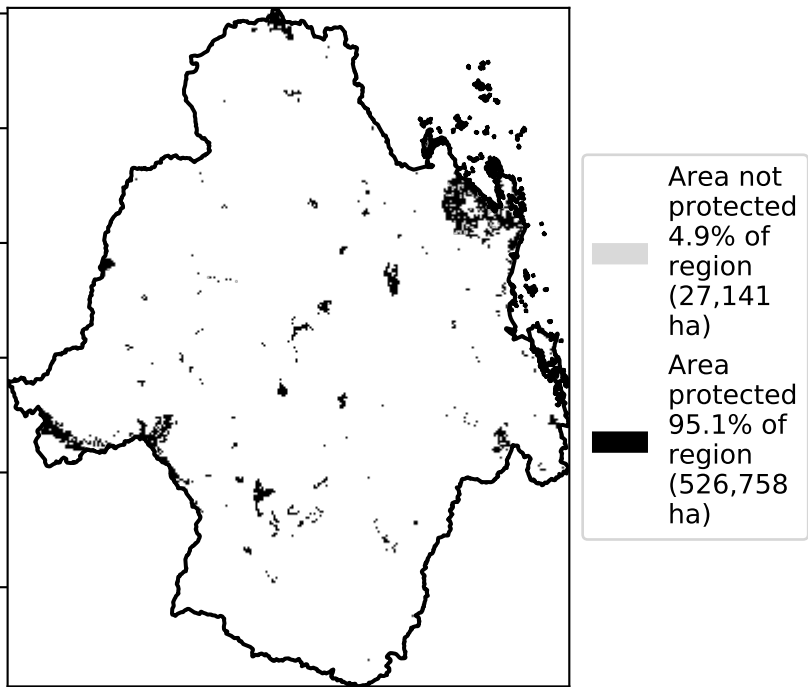 Area not
protected
4.9% of
region
(27,141
ha)
Area
protected
95.1% of
region
(526,758
ha)